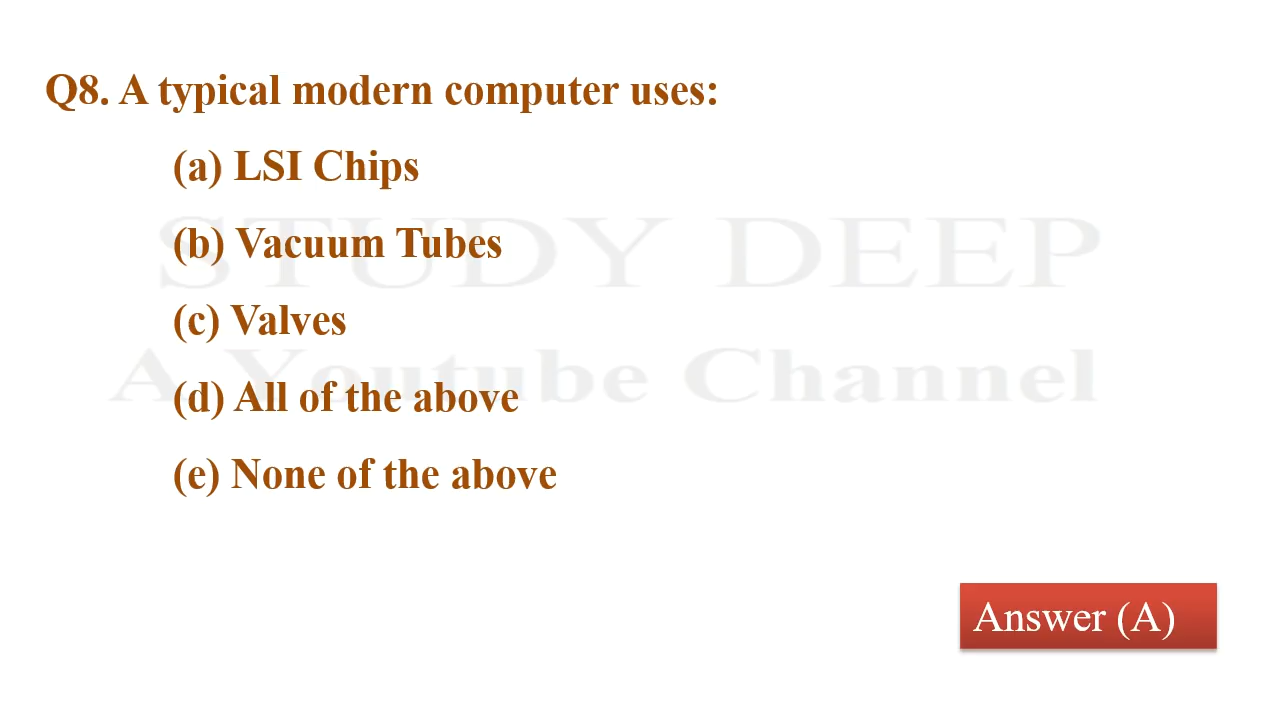 Q8. A typical modern computer uses:
(a) LSI Chips
STUDY DEEP
(b) Vacuum Tubes
(c) Valves
A Youtube Channel
(d) All of the above
(e) None of the above
Answer (A)